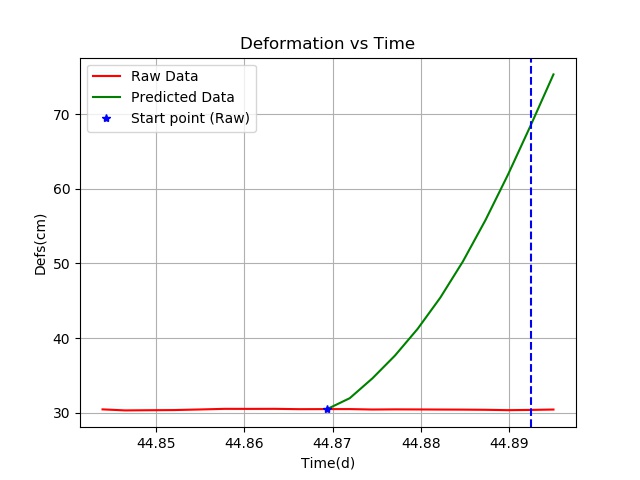 Deformation vs Time
Raw Data
Predicted Data
Start point (Raw)
70
60
50
40
30
Defs(cm)
44.85 44.86 44.87 44.88 44.89
Time(d)